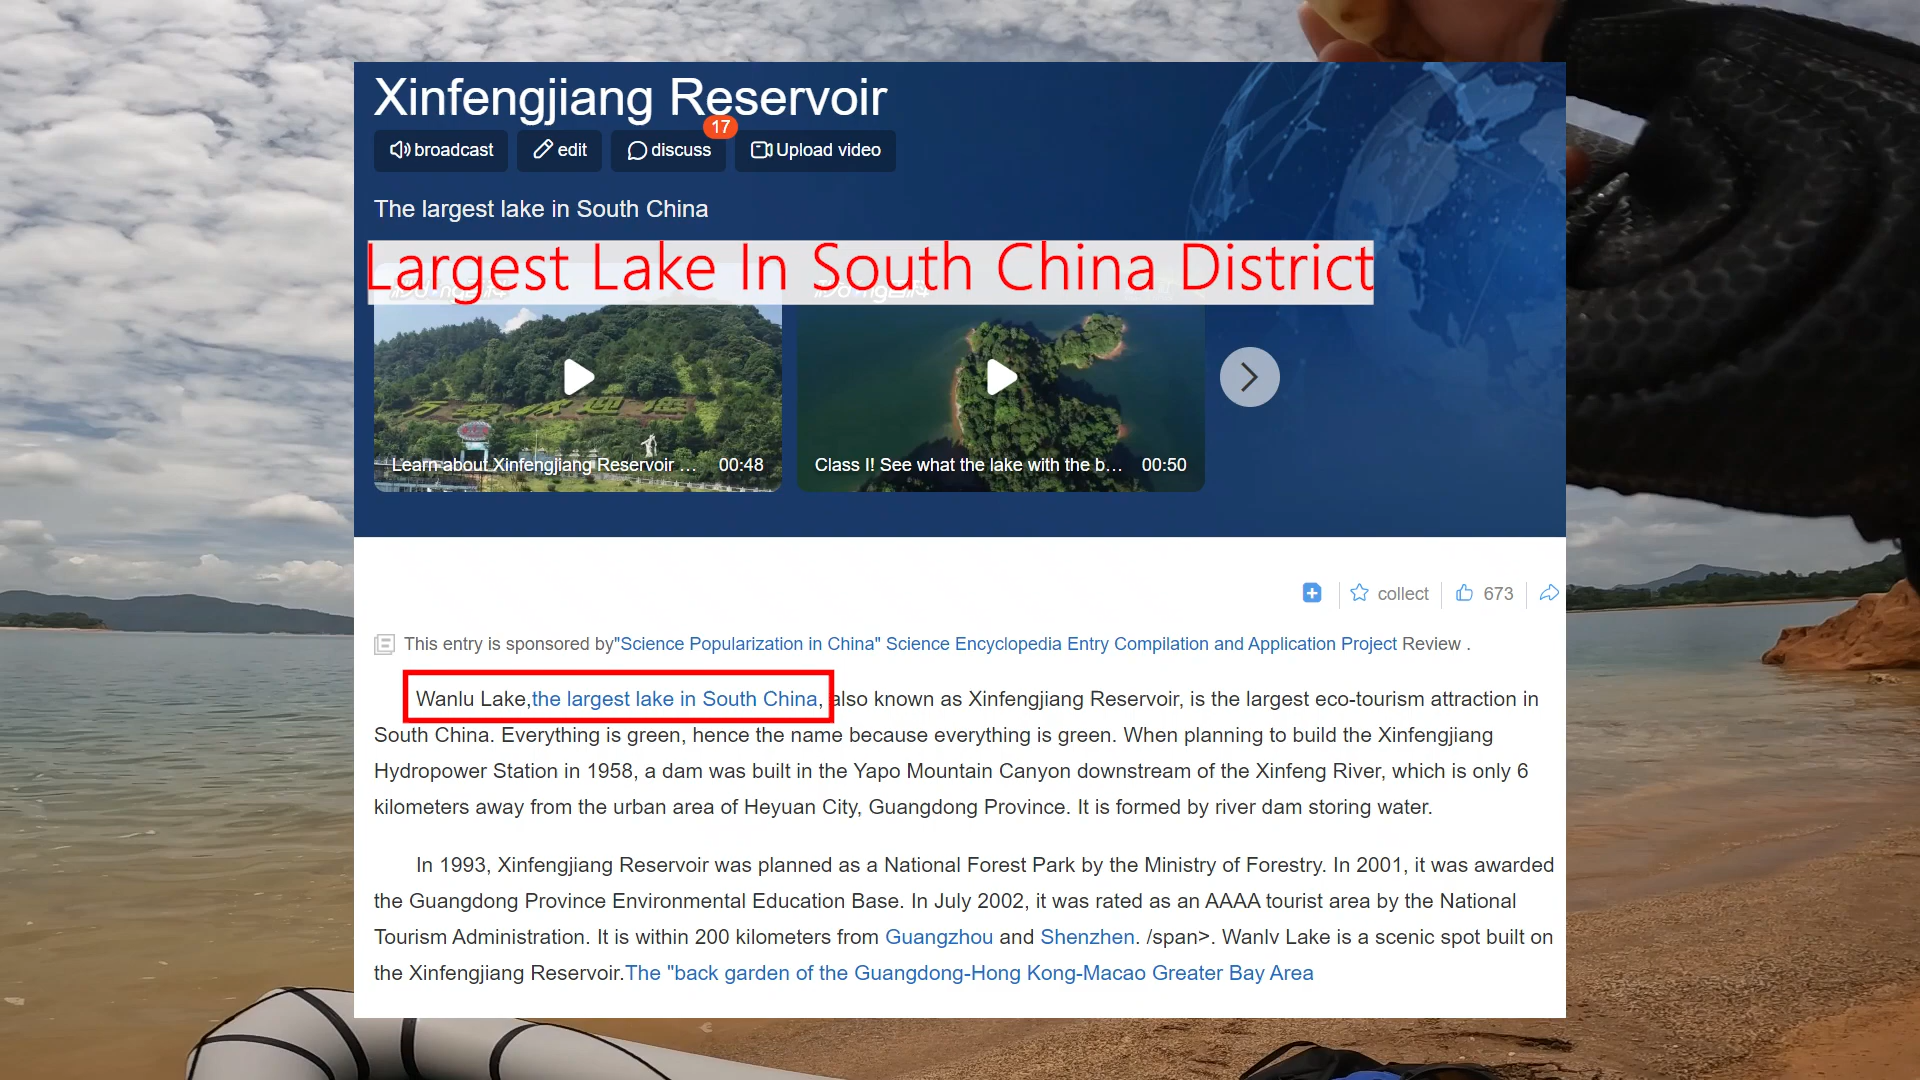 Xinfengjiang Reservoir
17
broadcast edit discuss Upload video
The largest lake in South China
Largest Lake In South China District
Learn about Xinfengjiang Reservoir ... 00:48
Class I! See what the lake with the b... 00:50
collect 673
This entry is sponsored by"Science Popularization in China" Science Encyclopedia Entry Compilation and Application Project Review .
Wanlu Lake,the largest lake in South China, also known as Xinfengjiang Reservoir, is the largest eco-tourism attraction in
South China. Everything is green, hence the name because everything is green. When planning to build the Xinfengjiang
Hydropower Station in 1958, a dam was built in the Yapo Mountain Canyon downstream of the Xinfeng River, which is only 6
kilometers away from the urban area of Heyuan City, Guangdong Province. It is formed by river dam storing water.
In 1993, Xinfengjiang Reservoir was planned as a National Forest Park by the Ministry of Forestry. In 2001, it was awarded
the Guangdong Province Environmental Education Base. In July 2002, it was rated as an AAAA tourist area by the National
Tourism Administration. It is within 200 kilometers from Guangzhou and Shenzhen. /span>. Wanlv Lake is a scenic spot built on
the Xinfengjiang Reservoir.The "back garden of the Guangdong-Hong Kong-Macao Greater Bay Area